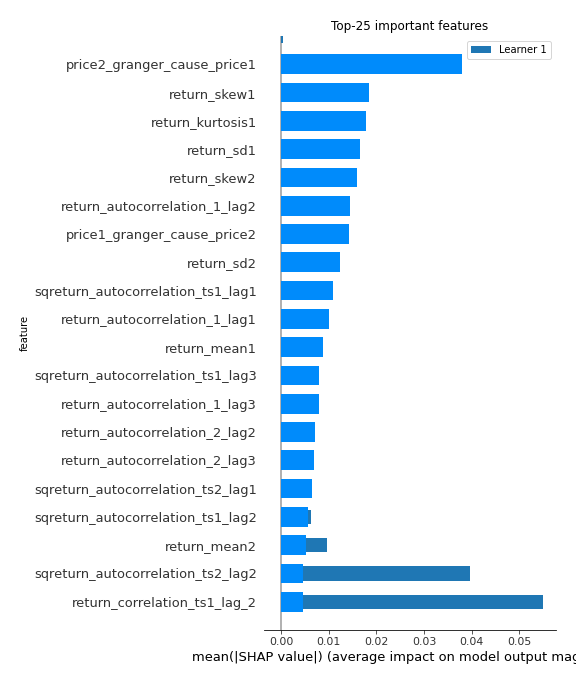 Top-25 important features
Learner 1
price2_granger_cause_price1
return_skew1
return_kurtosis1
return_sd1
return_skew2
return_autocorrelation_1_lag2
price1_granger_cause_price2
return_sd2
sqreturn_autocorrelation_ts1_lag1
return_autocorrelation_1_lag1
return_mean1
sqreturn_autocorrelation_ts1_lag3
return_autocorrelation_1_lag3
return_autocorrelation_2_lag2
return_autocorrelation_2_lag3
sqreturn_autocorrelation_ts2_lag1
sqreturn_autocorrelation_ts1_lag2
return_mean2
sqreturn_autocorrelation_ts2_lag2
return_correlation_ts1_lag_2
feature
0.00 0.01 0.02 0.03 0.04 0.05
mean(|SHAP value|) (average impact on model output mag